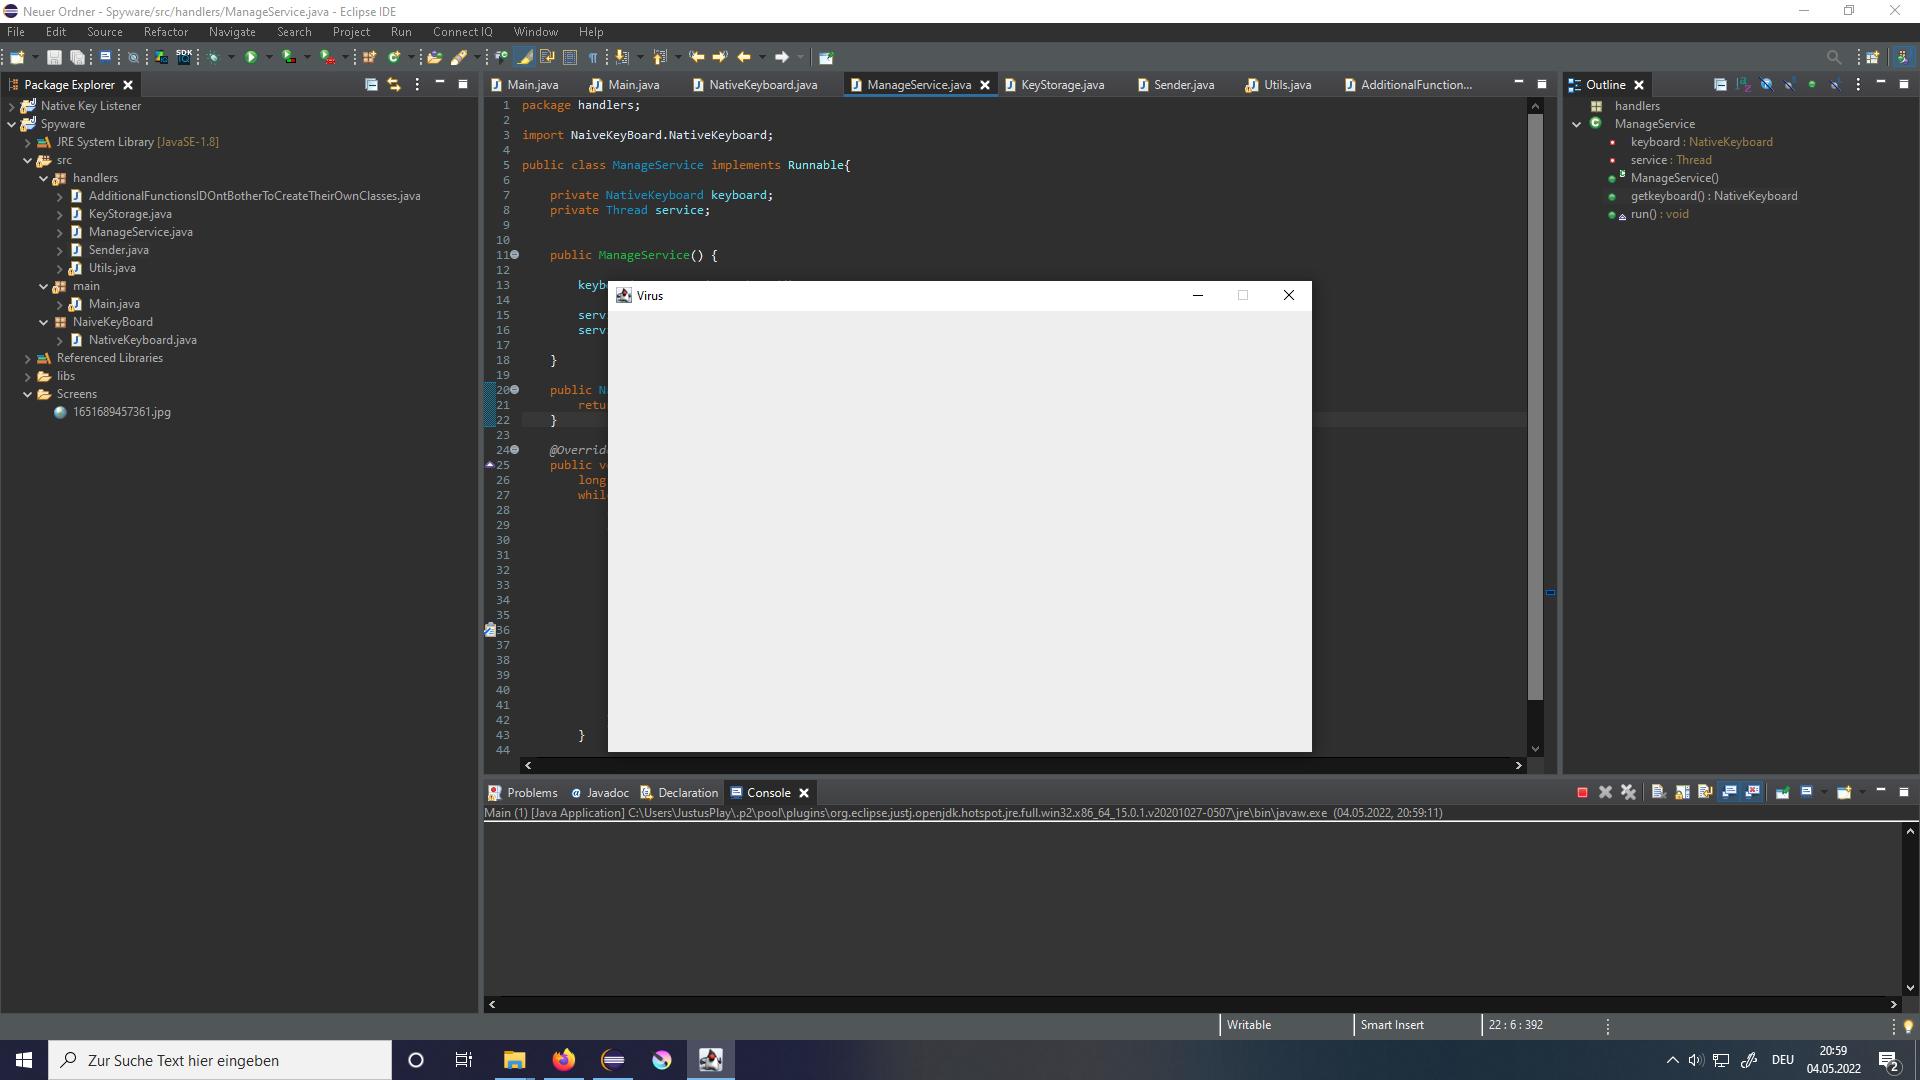 Neuer Ordner - Spyware/src/handlers/ManageService.java - Eclipse IDE
File Edit Source Refactor Navigate Search Project Run Connect IQ Window Help
Package Explorer
Native Key Listener
Spyware
JRE System Library [JavaSE-1.8]
src
handlers
AdditionalFunctionsIDOntBotherToCreateTheirOwnClasses.java
KeyStorage.java
ManageService.java
Sender.java
Utils.java
main
Main.java
NaiveKeyBoard
NativeKeyboard.java
Referenced Libraries
libs
Screens
1651689457361.jpg
Main.java Main.java NativeKeyboard.java ManageService.java KeyStorage.java Sender.java Utils.java AdditionalFunction...
1 package handlers;
2
3 import NaiveKeyBoard.NativeKeyboard;
4
5 public class ManageService implements Runnable{
6
7 private NativeKeyboard keyboard;
8 private Thread service;
9
10
11 public ManageService() {
12
13 keyb
14
15 serv
16 serv
17
18 }
19
20 public N
21 retu
22 }
23
24 @Overrid
25 public v
26 long
27 whil
28
29
30
31
32
33
34
35
36
37
38
39
40
41
42
43 }
44
Virus
Outline
handlers
ManageService
keyboard : NativeKeyboard
service : Thread
ManageService()
getkeyboard() : NativeKeyboard
run() : void
Problems Javadoc Declaration Console
Main (1) [Java Application] C:\Users\JustusPlay\.p2\pool\plugins\org.eclipse.justj.openjdk.hotspot.jre.full.win32.x86_64_15.0.1.v20201027-0507\jre\bin\javaw.exe (04.05.2022, 20:59:11)
Writable Smart Insert 22 : 6 : 392
Zur Suche Text hier eingeben
DEU
20:59
04.05.2022
2